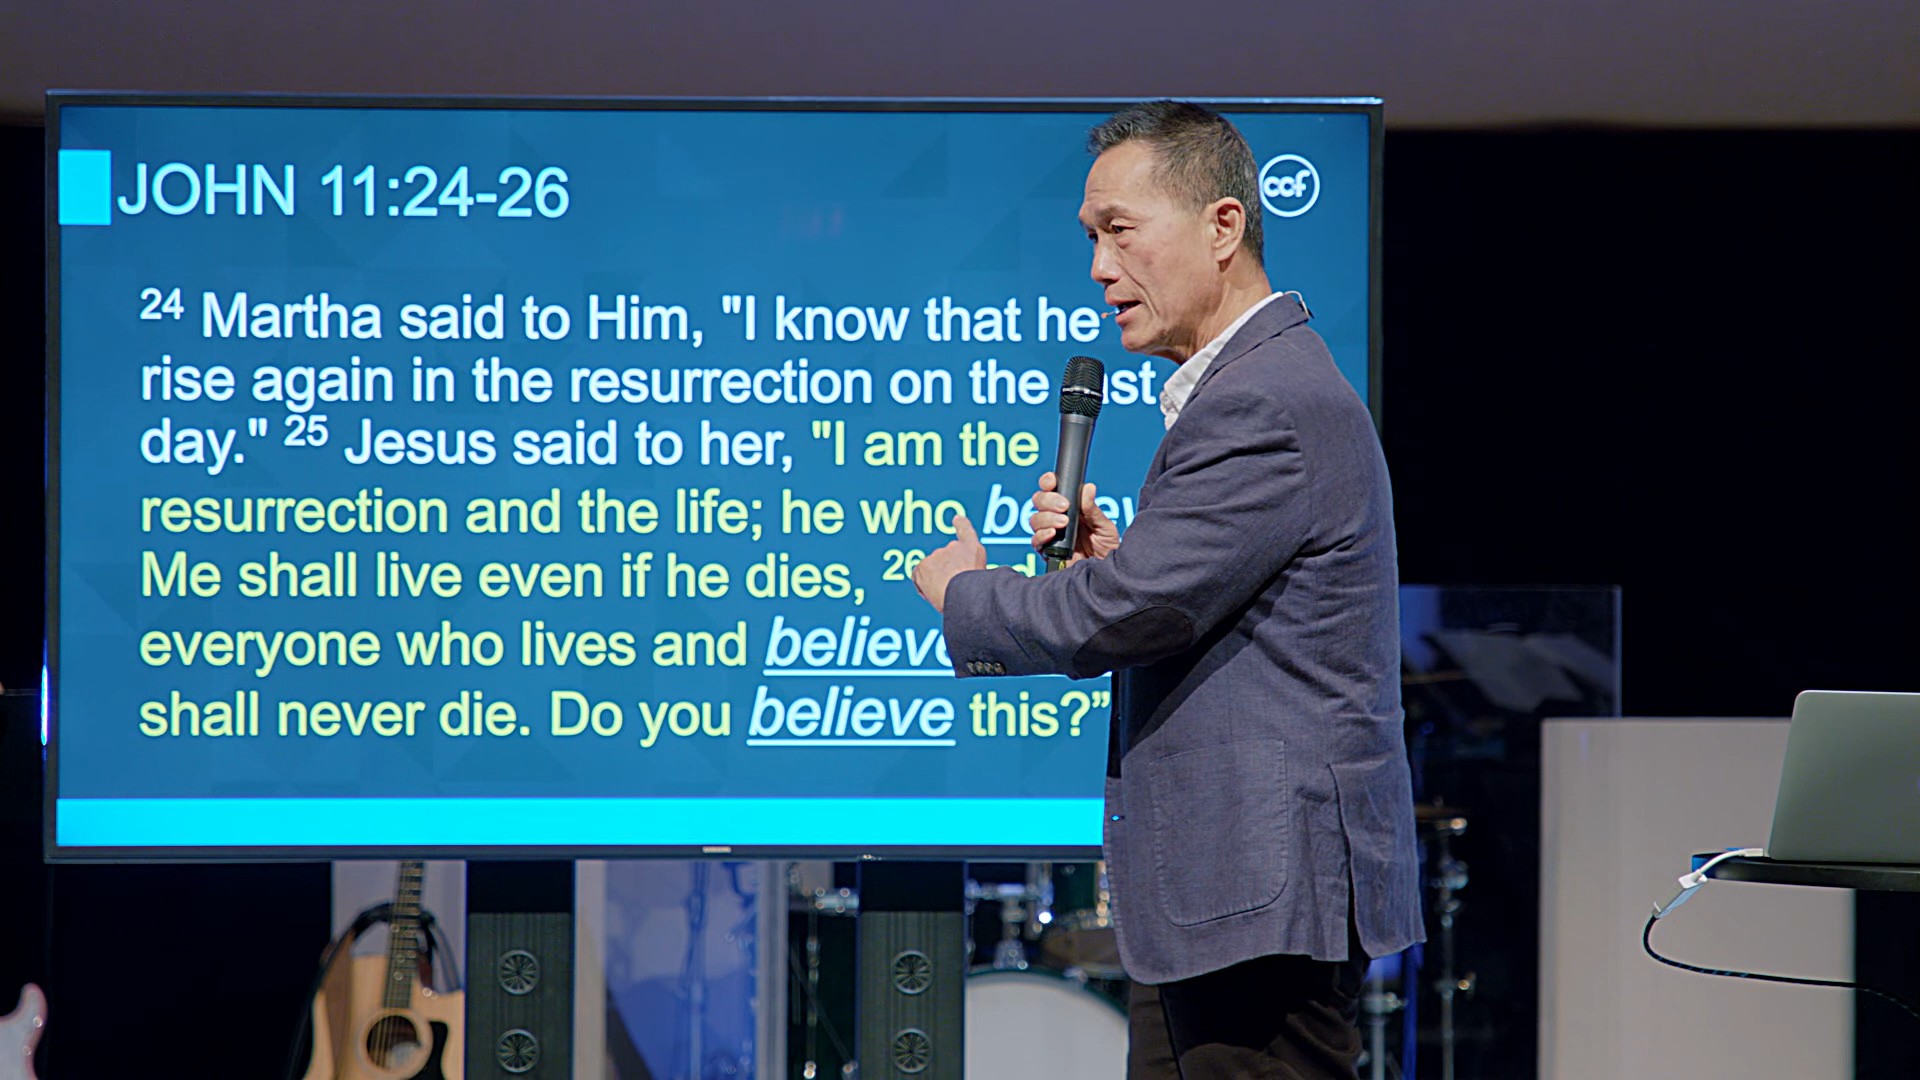 JOHN 11:24-26
ccf
24 Martha said to Him, "I know that he
rise again in the resurrection on the
day." 25 Jesus said to her, "I am the
resurrection and the life; he who
Me shall live even if he dies,
everyone who lives and
shall never die. Do you believe this?”